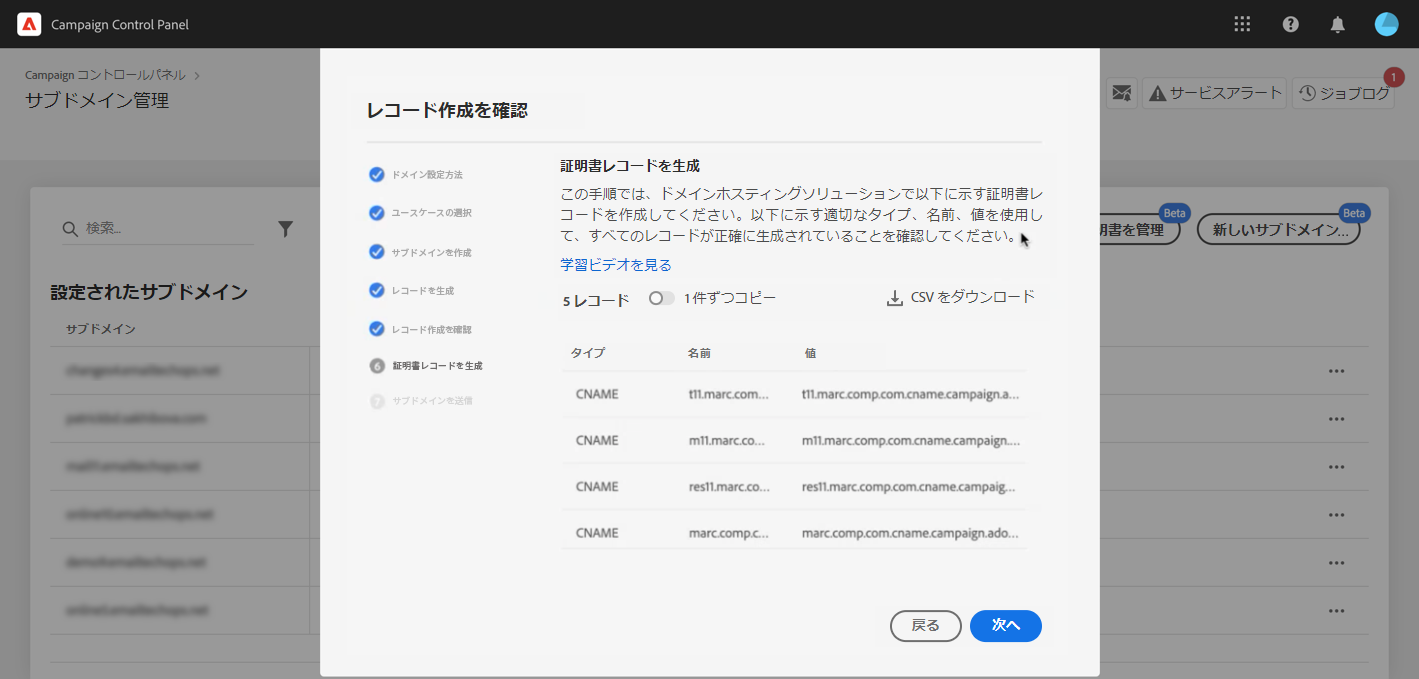 Campaign Control Panel
Campaign コントロールパネル
サブドメイン管理
サービスアラート
ジョブログ
1
検索...
設定されたサブドメイン
サブドメイン
レコード作成を確認
ドメイン設定方法
ユースケースの選択
サブドメインを作成
レコードを生成
レコード作成を確認
6 証明書レコードを生成
7 サブドメインを送信
証明書レコードを生成
この手順では、ドメインホスティングソリューションで以下に示す証明書レ
コードを作成してください。以下に示す適切なタイプ、名前、値を使用し
て、すべてのレコードが正確に生成されていることを確認してください。
学習ビデオを見る
5 レコード 1 件ずつコピー CSV をダウンロード
タイプ 名前 値
CNAME t11.marc.com... t11.marc.comp.com.cname.campaign.a...
CNAME m11.marc.co... m11.marc.comp.com.cname.campaign....
CNAME res11.marc.co... res11.marc.comp.com.cname.campaig...
CNAME marc.comp.c... marc.comp.com.cname.campaign.ado...
戻る 次へ
明書を管理 Beta
新しいサブドメイン... Beta